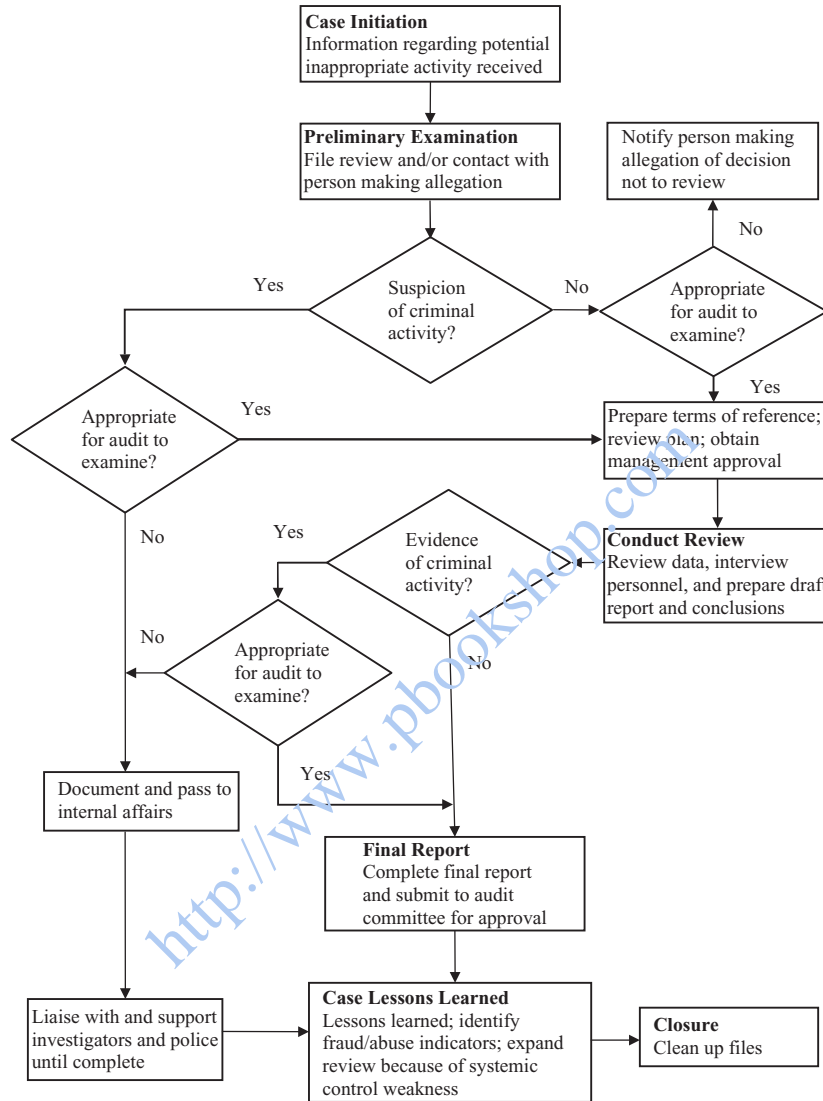 Case Initiation
Information regarding potential
inappropriate activity received
Preliminary Examination
File review and/or contact with
person making allegation
Notify person making
allegation of decision
not to review
No
Yes
Suspicion
of criminal
activity?
No
Appropriate
for audit to
examine?
Yes
Appropriate
for audit to
examine?
Yes
Prepare terms of reference;
review plan; obtain
management approval
No
Yes
Evidence
of criminal
activity?
Conduct Review
Review data, interview
personnel, and prepare draft
report and conclusions
No
Appropriate
for audit to
examine?
No
Yes
Document and pass to
internal affairs
Final Report
Complete final report
and submit to audit
committee for approval
Liaise with and support
investigators and police
until complete
Case Lessons Learned
Lessons learned; identify
fraud/abuse indicators; expand
review because of systemic
control weakness
Closure
Clean up files
http://www.pbookshop.com